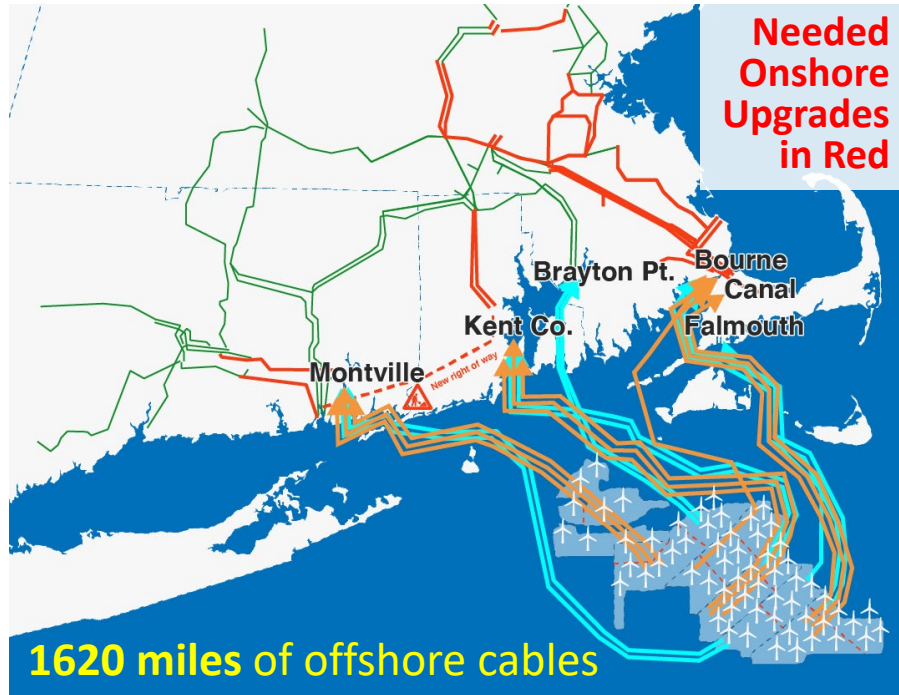 Needed
Onshore
Upgrades
in Red
Bourne
Brayton Pt.
Canal
Kent Co.
Falmouth
Montville
New right of way
1620 miles of offshore cables